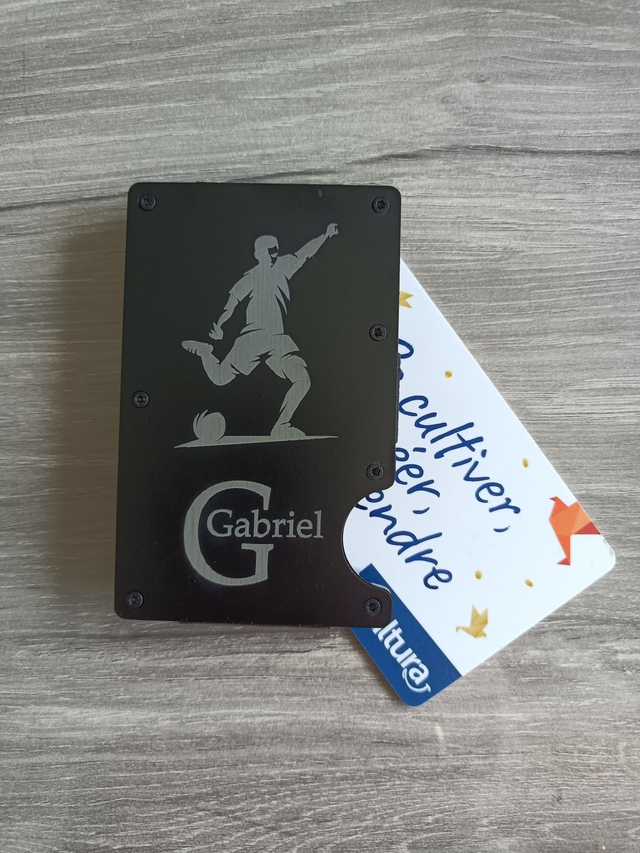 G
Gabriel
cultiver,
éer,
endre
ltura